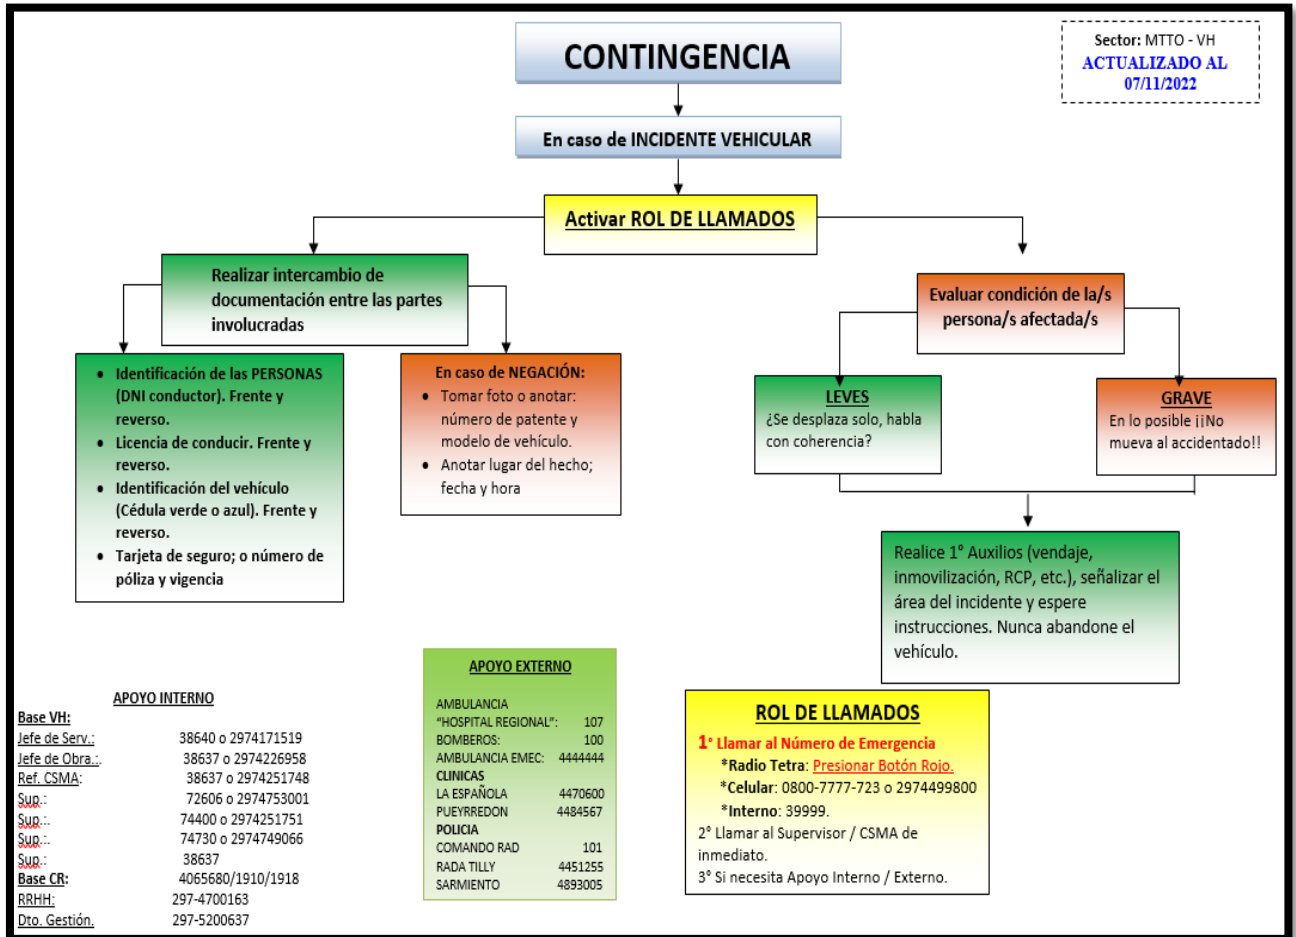 CONTINGENCIA
Sector: MTTO - VH
ACTUALIZADO AL
07/11/2022
En caso de INCIDENTE VEHICULAR
Activar ROL DE LLAMADOS
Realizar intercambio de
documentación entre las partes
involucradas
Evaluar condición de la/s
persona/s afectada/s
• Identificación de las PERSONAS
(DNI conductor). Frente y
reverso.
• Licencia de conducir. Frente y
reverso.
• Identificación del vehículo
(Cédula verde o azul). Frente y
reverso.
• Tarjeta de seguro; o número de
póliza y vigencia
En caso de NEGACIÓN:
• Tomar foto o anotar:
número de patente y
modelo de vehículo.
• Anotar lugar del hecho;
fecha y hora
LEVES
¿Se desplaza solo, habla
con coherencia?
GRAVE
En lo posible ¡¡No
mueva al accidentado!!
Realice 1° Auxilios (vendaje,
inmovilización, RCP, etc.), señalizar el
área del incidente y espere
instrucciones. Nunca abandone el
vehículo.
APOYO INTERNO
Base VH:
Jefe de Serv.: 38640 o 2974171519
Jefe de Obra.:. 38637 o 2974226958
Ref. CSMA: 38637 o 2974251748
Sup.: 72606 o 2974753001
Sup.:. 74400 o 2974251751
Sup.:. 74730 o 2974749066
Sup.: 38637
Base CR: 4065680/1910/1918
RRHH: 297-4700163
Dto. Gestión. 297-5200637
APOYO EXTERNO
AMBULANCIA
“HOSPITAL REGIONAL”: 107
BOMBEROS: 100
AMBULANCIA EMEC: 4444444
CLINICAS
LA ESPAÑOLA 4470600
PUEYRREDON 4484567
POLICIA
COMANDO RAD 101
RADA TILLY 4451255
SARMIENTO 4893005
ROL DE LLAMADOS
1° Llamar al Número de Emergencia
*Radio Tetra: Presionar Botón Rojo.
*Celular: 0800-7777-723 o 2974499800
*Interno: 39999.
2° Llamar al Supervisor / CSMA de
inmediato.
3° Si necesita Apoyo Interno / Externo.